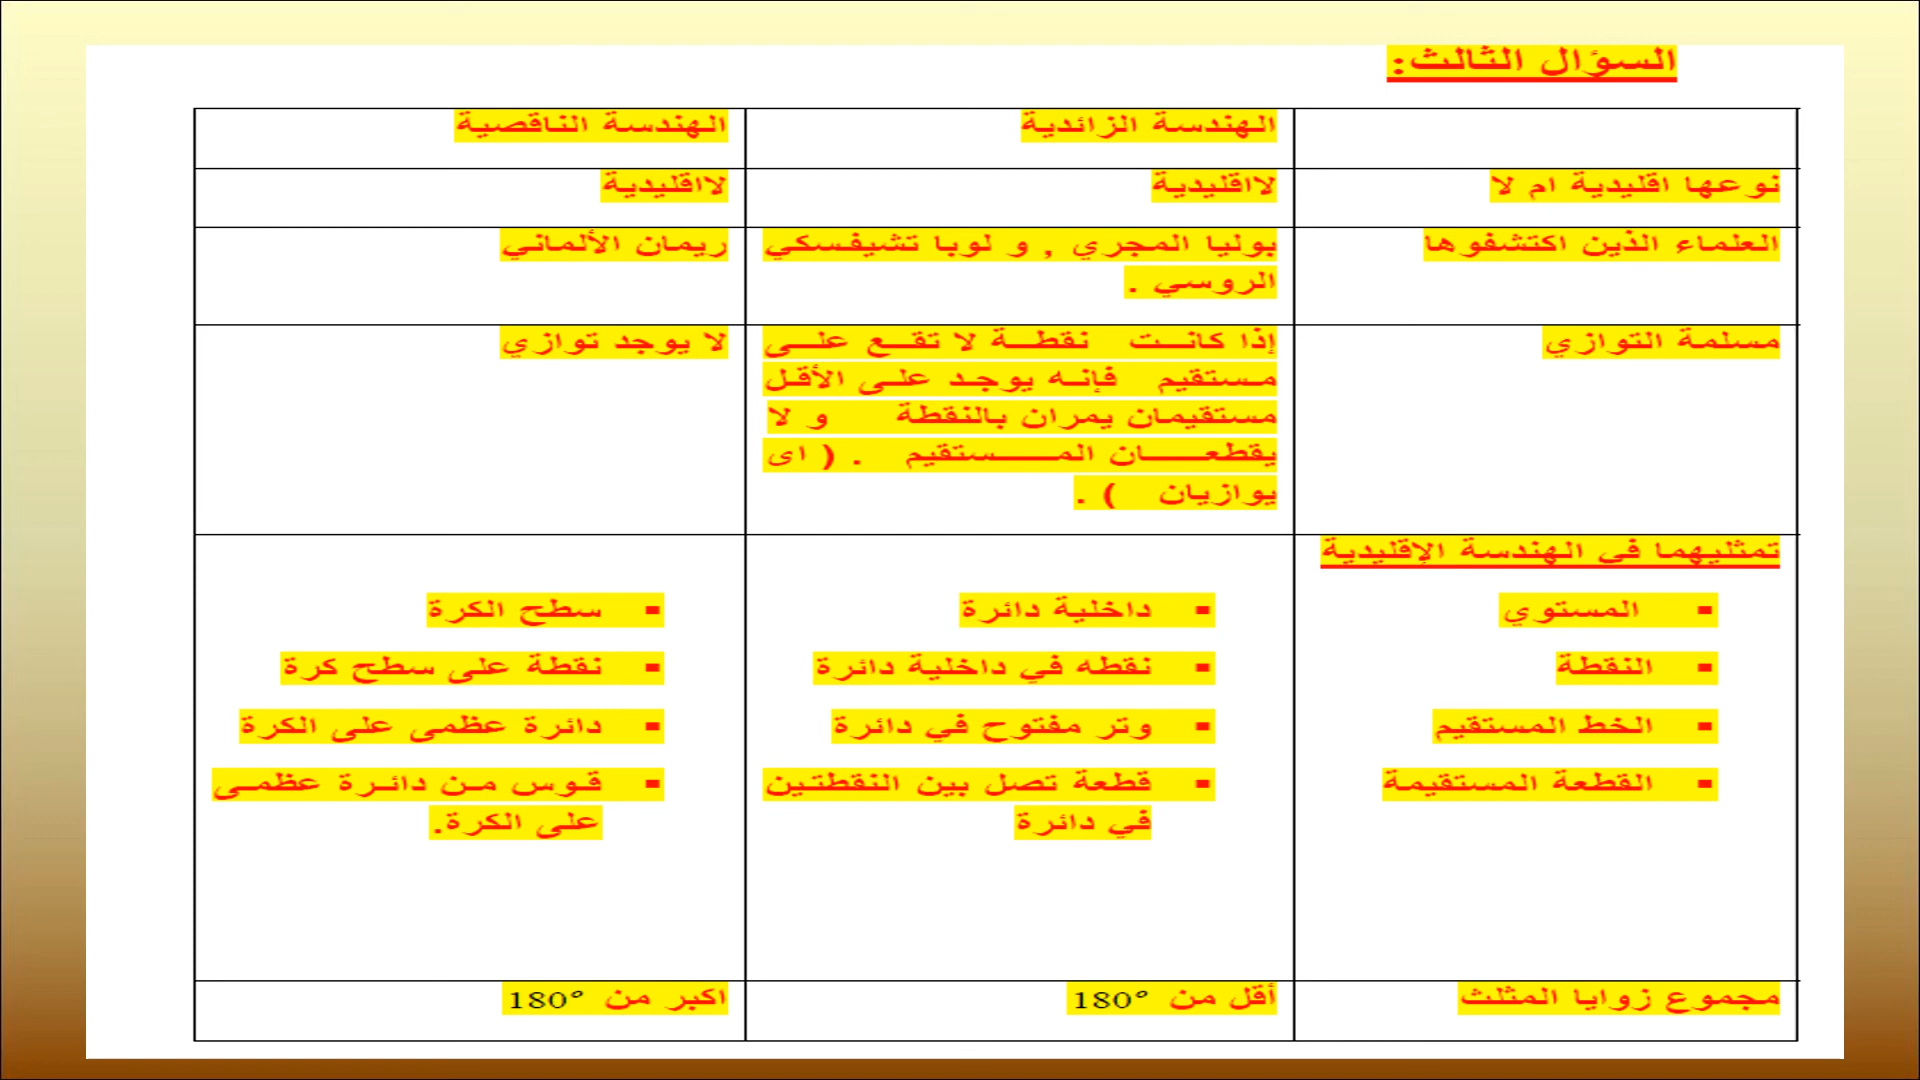 السؤال الثالث:
الهندسة الزائدية
الهندسة الناقصية
نوعها اقليدية ام لا
لااقليدية
لااقليدية
العلماء الذين اكتشفوها
بوليا المجري , و لوبا تشيفسكي
الروسي .
ريمان الألماني
مسلمة التوازي
إذا كانت نقطة لا تقع على
مستقيم فإنه يوجد على الأقل
مستقيمان يمران بالنقطة و لا
يقطعان المستقيم . ( اى
يوازيان ) .
لا يوجد توازي
تمثليهما في الهندسة الإقليدية
▪ المستوي
▪ النقطة
▪ الخط المستقيم
▪ القطعة المستقيمة
▪ داخلية دائرة
▪ نقطه في داخلية دائرة
▪ وتر مفتوح في دائرة
▪ قطعة تصل بين النقطتين
في دائرة
▪ سطح الكرة
▪ نقطة على سطح كرة
▪ دائرة عظمى على الكرة
▪ قوس من دائرة عظمى
على الكرة.
مجموع زوايا المثلث
أقل من 180°
اكبر من 180°